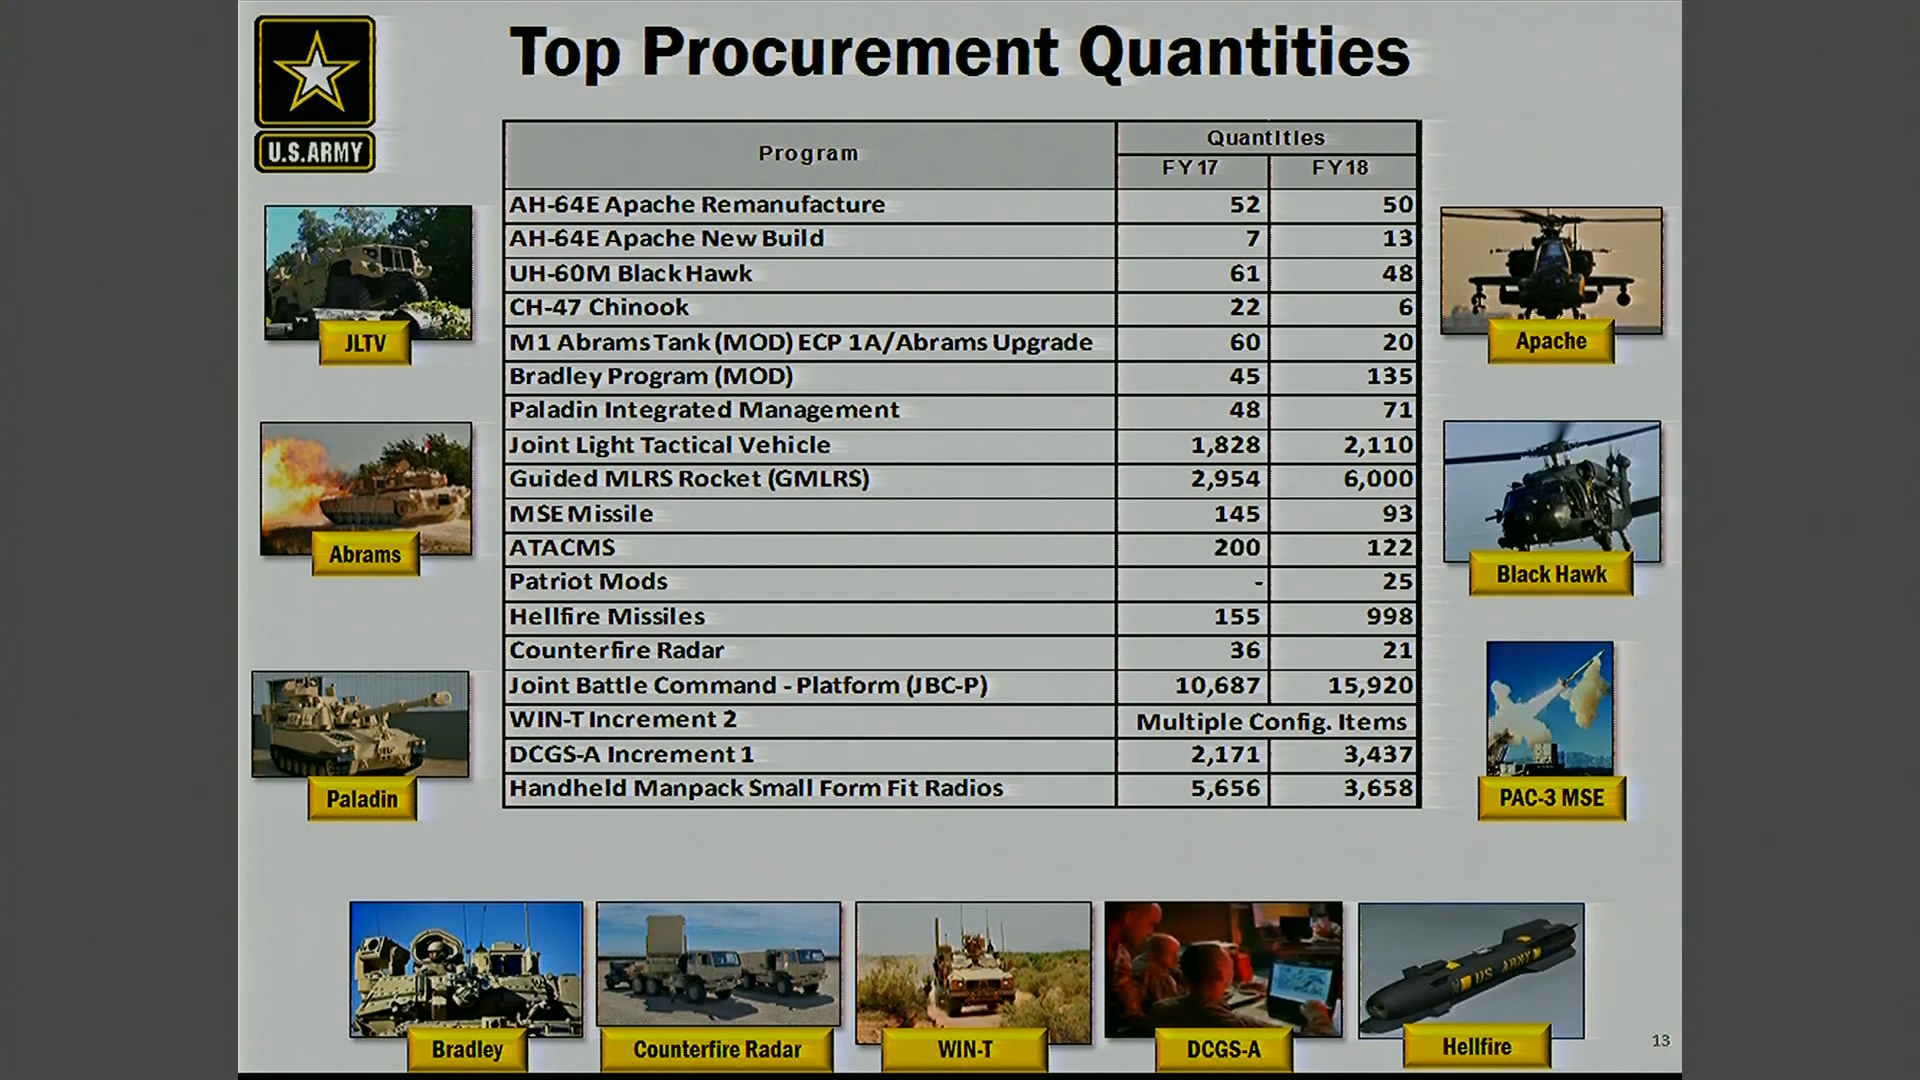 Top Procurement Quantities
U.S.ARMY
Program Quantities
FY17 FY18
AH-64E Apache Remanufacture 52 50
AH-64E Apache New Build 7 13
UH-60M Black Hawk 61 48
CH-47 Chinook 22 6
M1 Abrams Tank (MOD) ECP 1A/Abrams Upgrade 60 20
Bradley Program (MOD) 45 135
Paladin Integrated Management 48 71
Joint Light Tactical Vehicle 1,828 2,110
Guided MLRS Rocket (GMLRS) 2,954 6,000
MSE Missile 145 93
ATACMS 200 122
Patriot Mods - 25
Hellfire Missiles 155 998
Counterfire Radar 36 21
Joint Battle Command - Platform (JBC-P) 10,687 15,920
WIN-T Increment 2 Multiple Config. Items
DCGS-A Increment 1 2,171 3,437
Handheld Manpack Small Form Fit Radios 5,656 3,658
JLTV
Abrams
Paladin
Apache
Black Hawk
PAC-3 MSE
Bradley
Counterfire Radar
WIN-T
DCGS-A
US ARMY
Hellfire
13